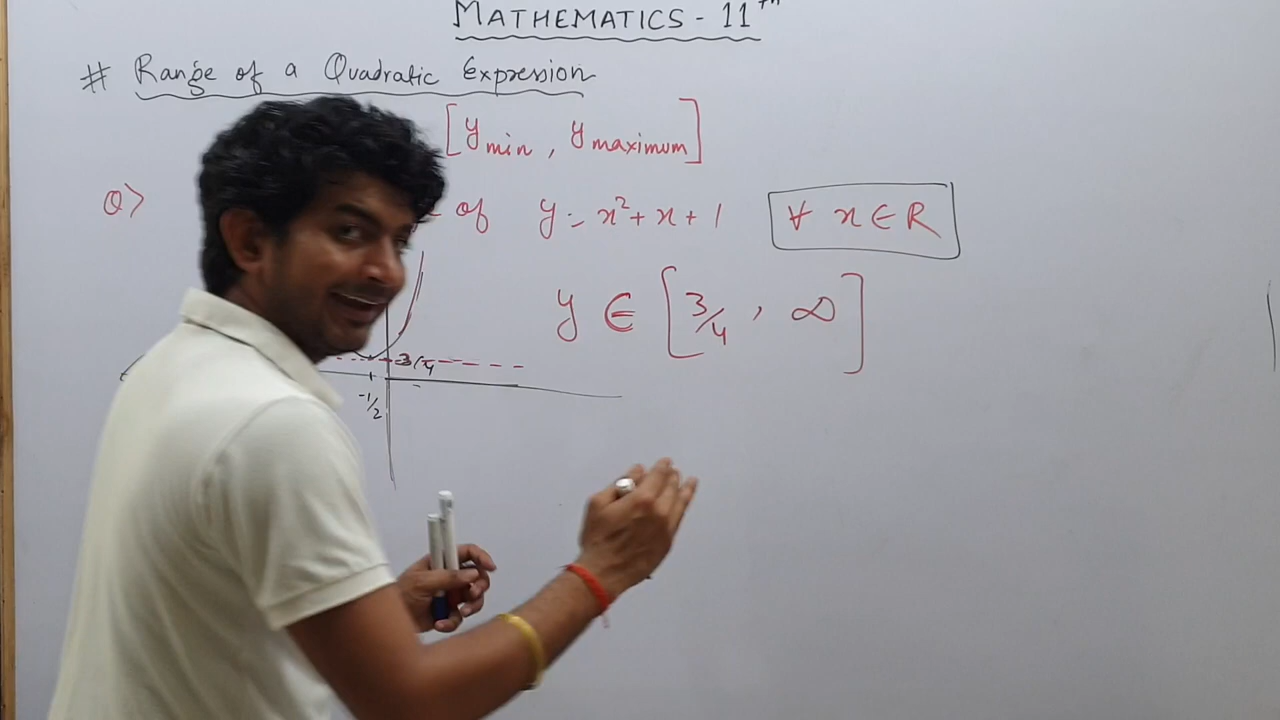 MATHEMATICS - 11th
# Range of a Quadratic Expression
[y min , y maximum]
Q> of y = x² + x + 1 ∀ x ∈ R
y ∈ [3/4 , ∞]
3/4
-1/2